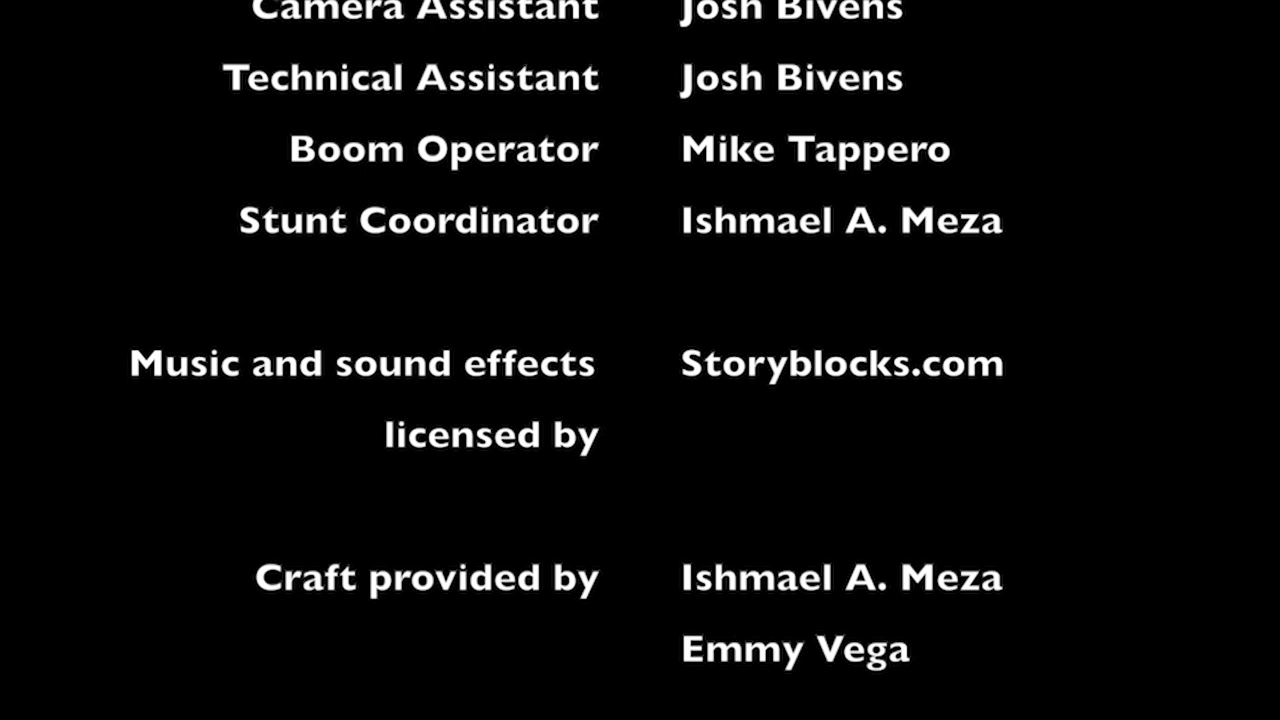 Camera Assistant Josh Bivens
Technical Assistant Josh Bivens
Boom Operator Mike Tappero
Stunt Coordinator Ishmael A. Meza
Music and sound effects Storyblocks.com
licensed by
Craft provided by Ishmael A. Meza
Emmy Vega